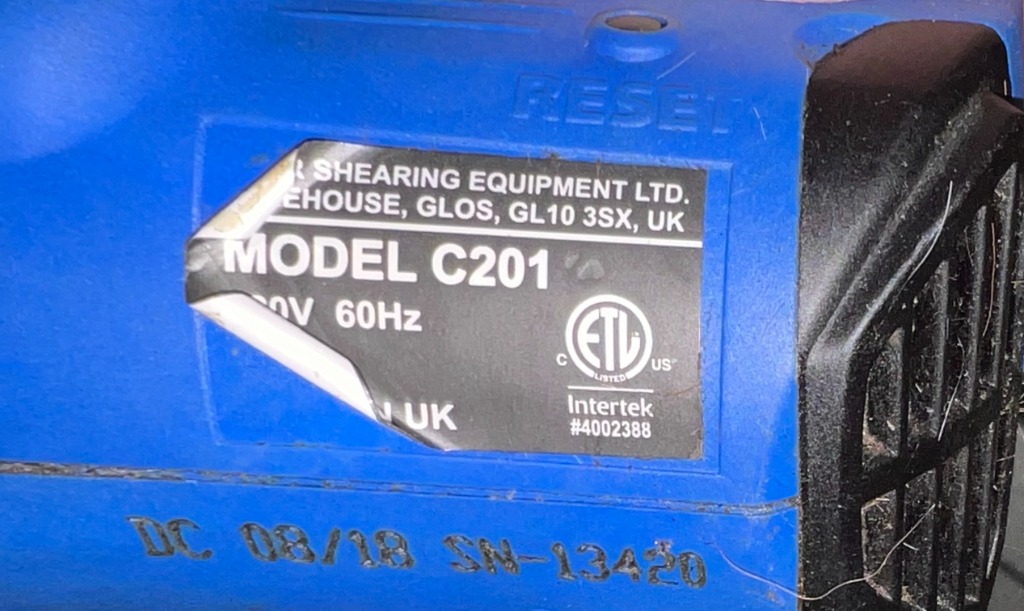 RESET
SHEARING EQUIPMENT LTD.
GLOS, GL10 3SX, UK
MODEL C201
60Hz
ETL
LISTED
C US
Intertek
#4002388
UK
DC 08/18 SN-13420